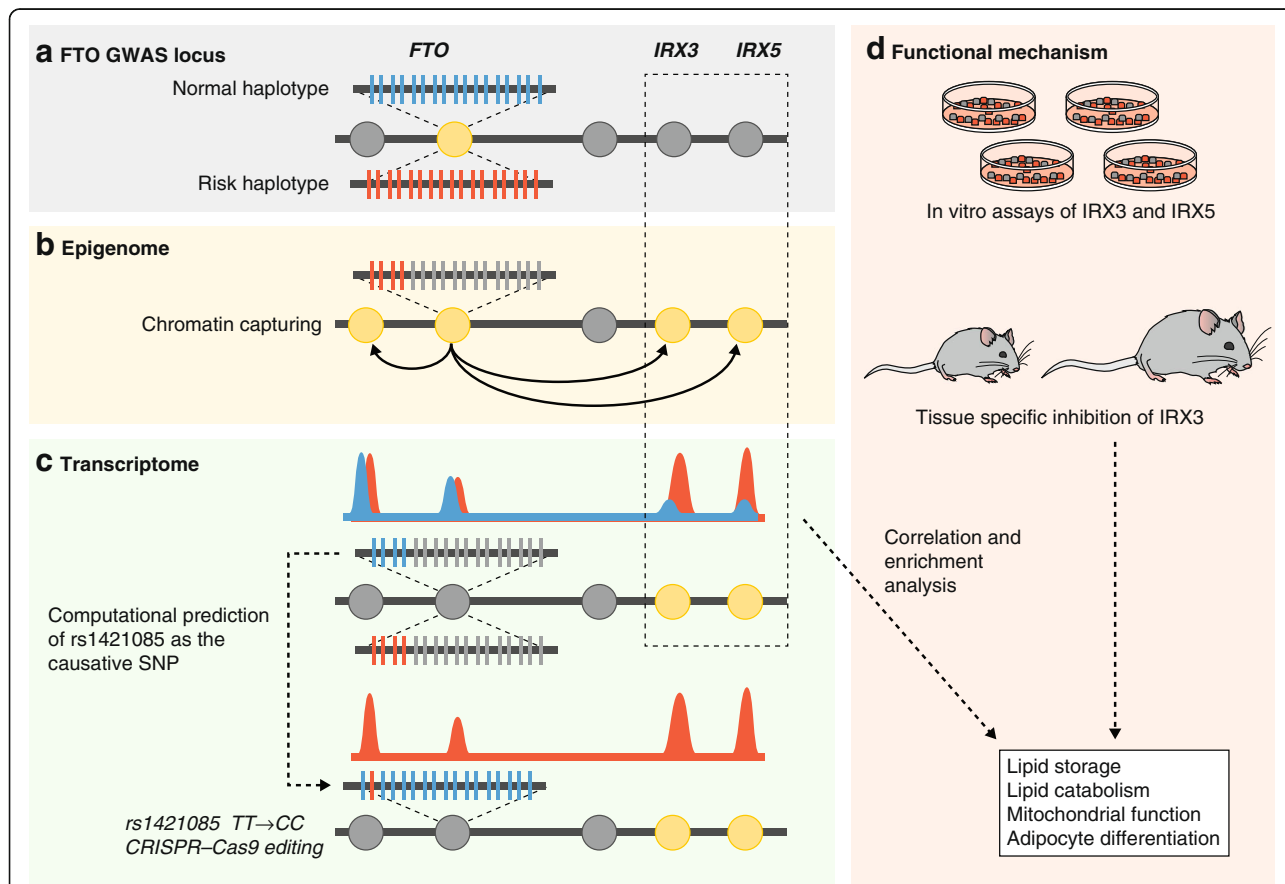 a FTO GWAS locus
FTO
IRX3
IRX5
Normal haplotype
Risk haplotype
b Epigenome
Chromatin capturing
c Transcriptome
Computational prediction
of rs1421085 as the
causative SNP
rs1421085 TT→CC
CRISPR–Cas9 editing
d Functional mechanism
In vitro assays of IRX3 and IRX5
Tissue specific inhibition of IRX3
Correlation and
enrichment
analysis
Lipid storage
Lipid catabolism
Mitochondrial function
Adipocyte differentiation